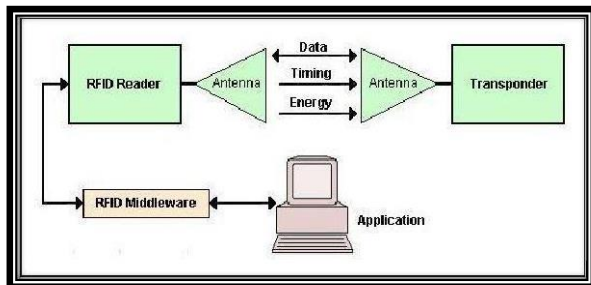 RFID Reader
Antenna
Data
Timing
Energy
Antenna
Transponder
RFID Middleware
Application